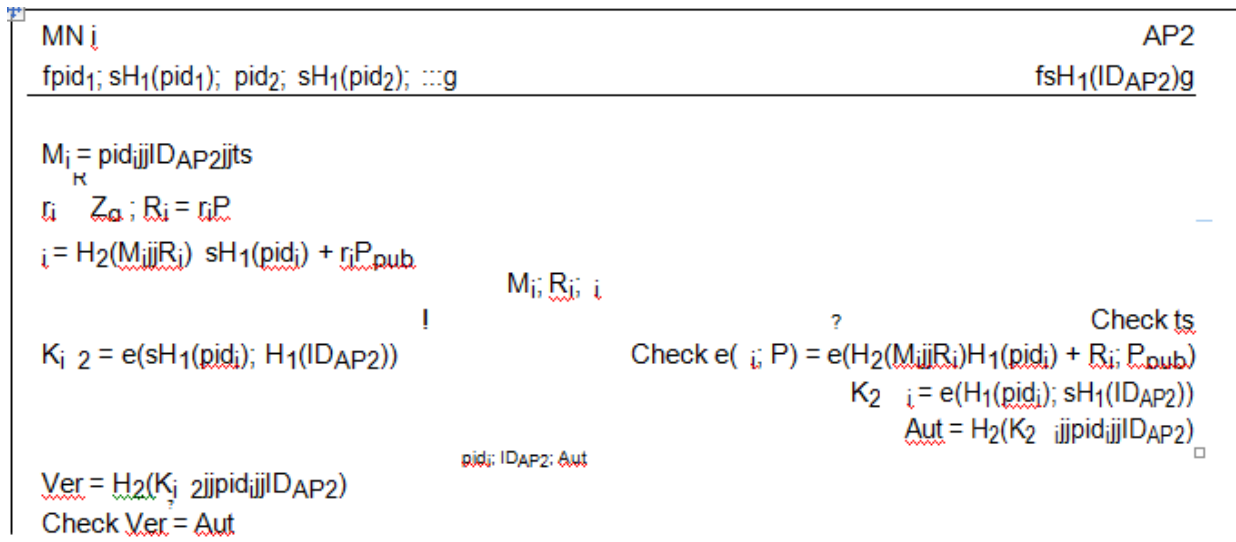 MN i AP2
fpid1; sH1(pid1); pid2; sH1(pid2); :::g fsH1(IDAP2)g
Mi = pidijjIDAP2jjts
R
ri Zq ; Ri = riP
i = H2(MijjRi) sH1(pidi) + riPpub
Mi; Ri; i
! ? Check ts
Ki 2 = e(sH1(pidi); H1(IDAP2)) Check e( i; P) = e(H2(MijjRi)H1(pidi) + Ri; Ppub)
K2 i = e(H1(pidi); sH1(IDAP2))
Aut = H2(K2 ijjpidijjIDAP2)
pidi; IDAP2; Aut
Ver = H2(Ki 2jjpidijjIDAP2)
?
Check Ver = Aut